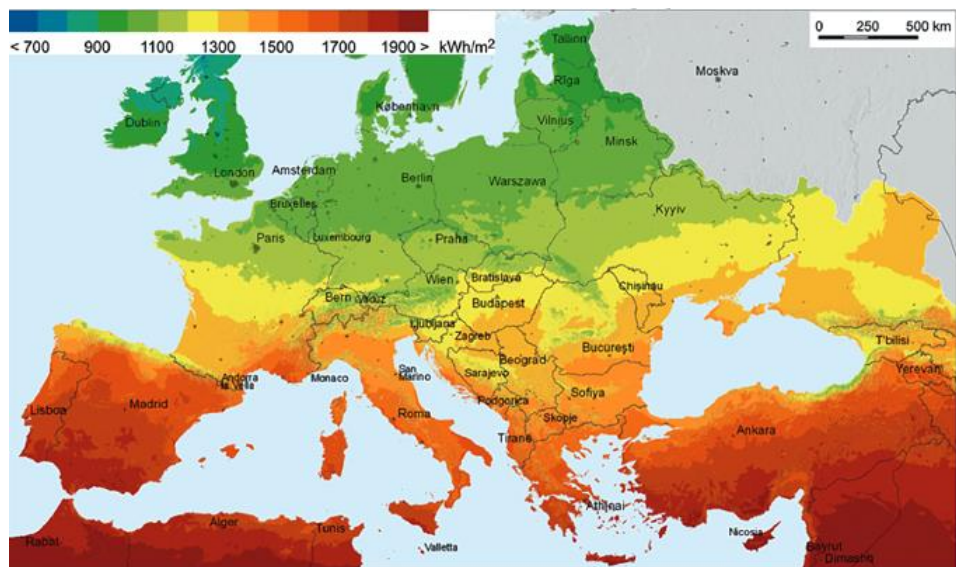 < 700 900 1100 1300 1500 1700 1900 > kWh/m²
0 250 500 km
Tallinn
Rīga
Moskva
København
Vilnius
Dublin
Minsk
London
Amsterdam
Berlin
Warszawa
Bruxelles
Kyyiv
Paris
Luxembourg
Praha
Wien
Bratislava
Chişinau
Bern
Vaduz
Budapest
Ljubljana
Zagreb
T'bilisi
Beograd
Bucureşti
San
Marino
Sarajevo
Yerevan
Andorra
la Vella
Monaco
Sofiya
Podgorica
Lisboa
Madrid
Roma
Skopje
Ankara
Tiranë
Athínai
Alger
Tunis
Nicosia
Rabat
Valletta
Bayrut
Dimashq